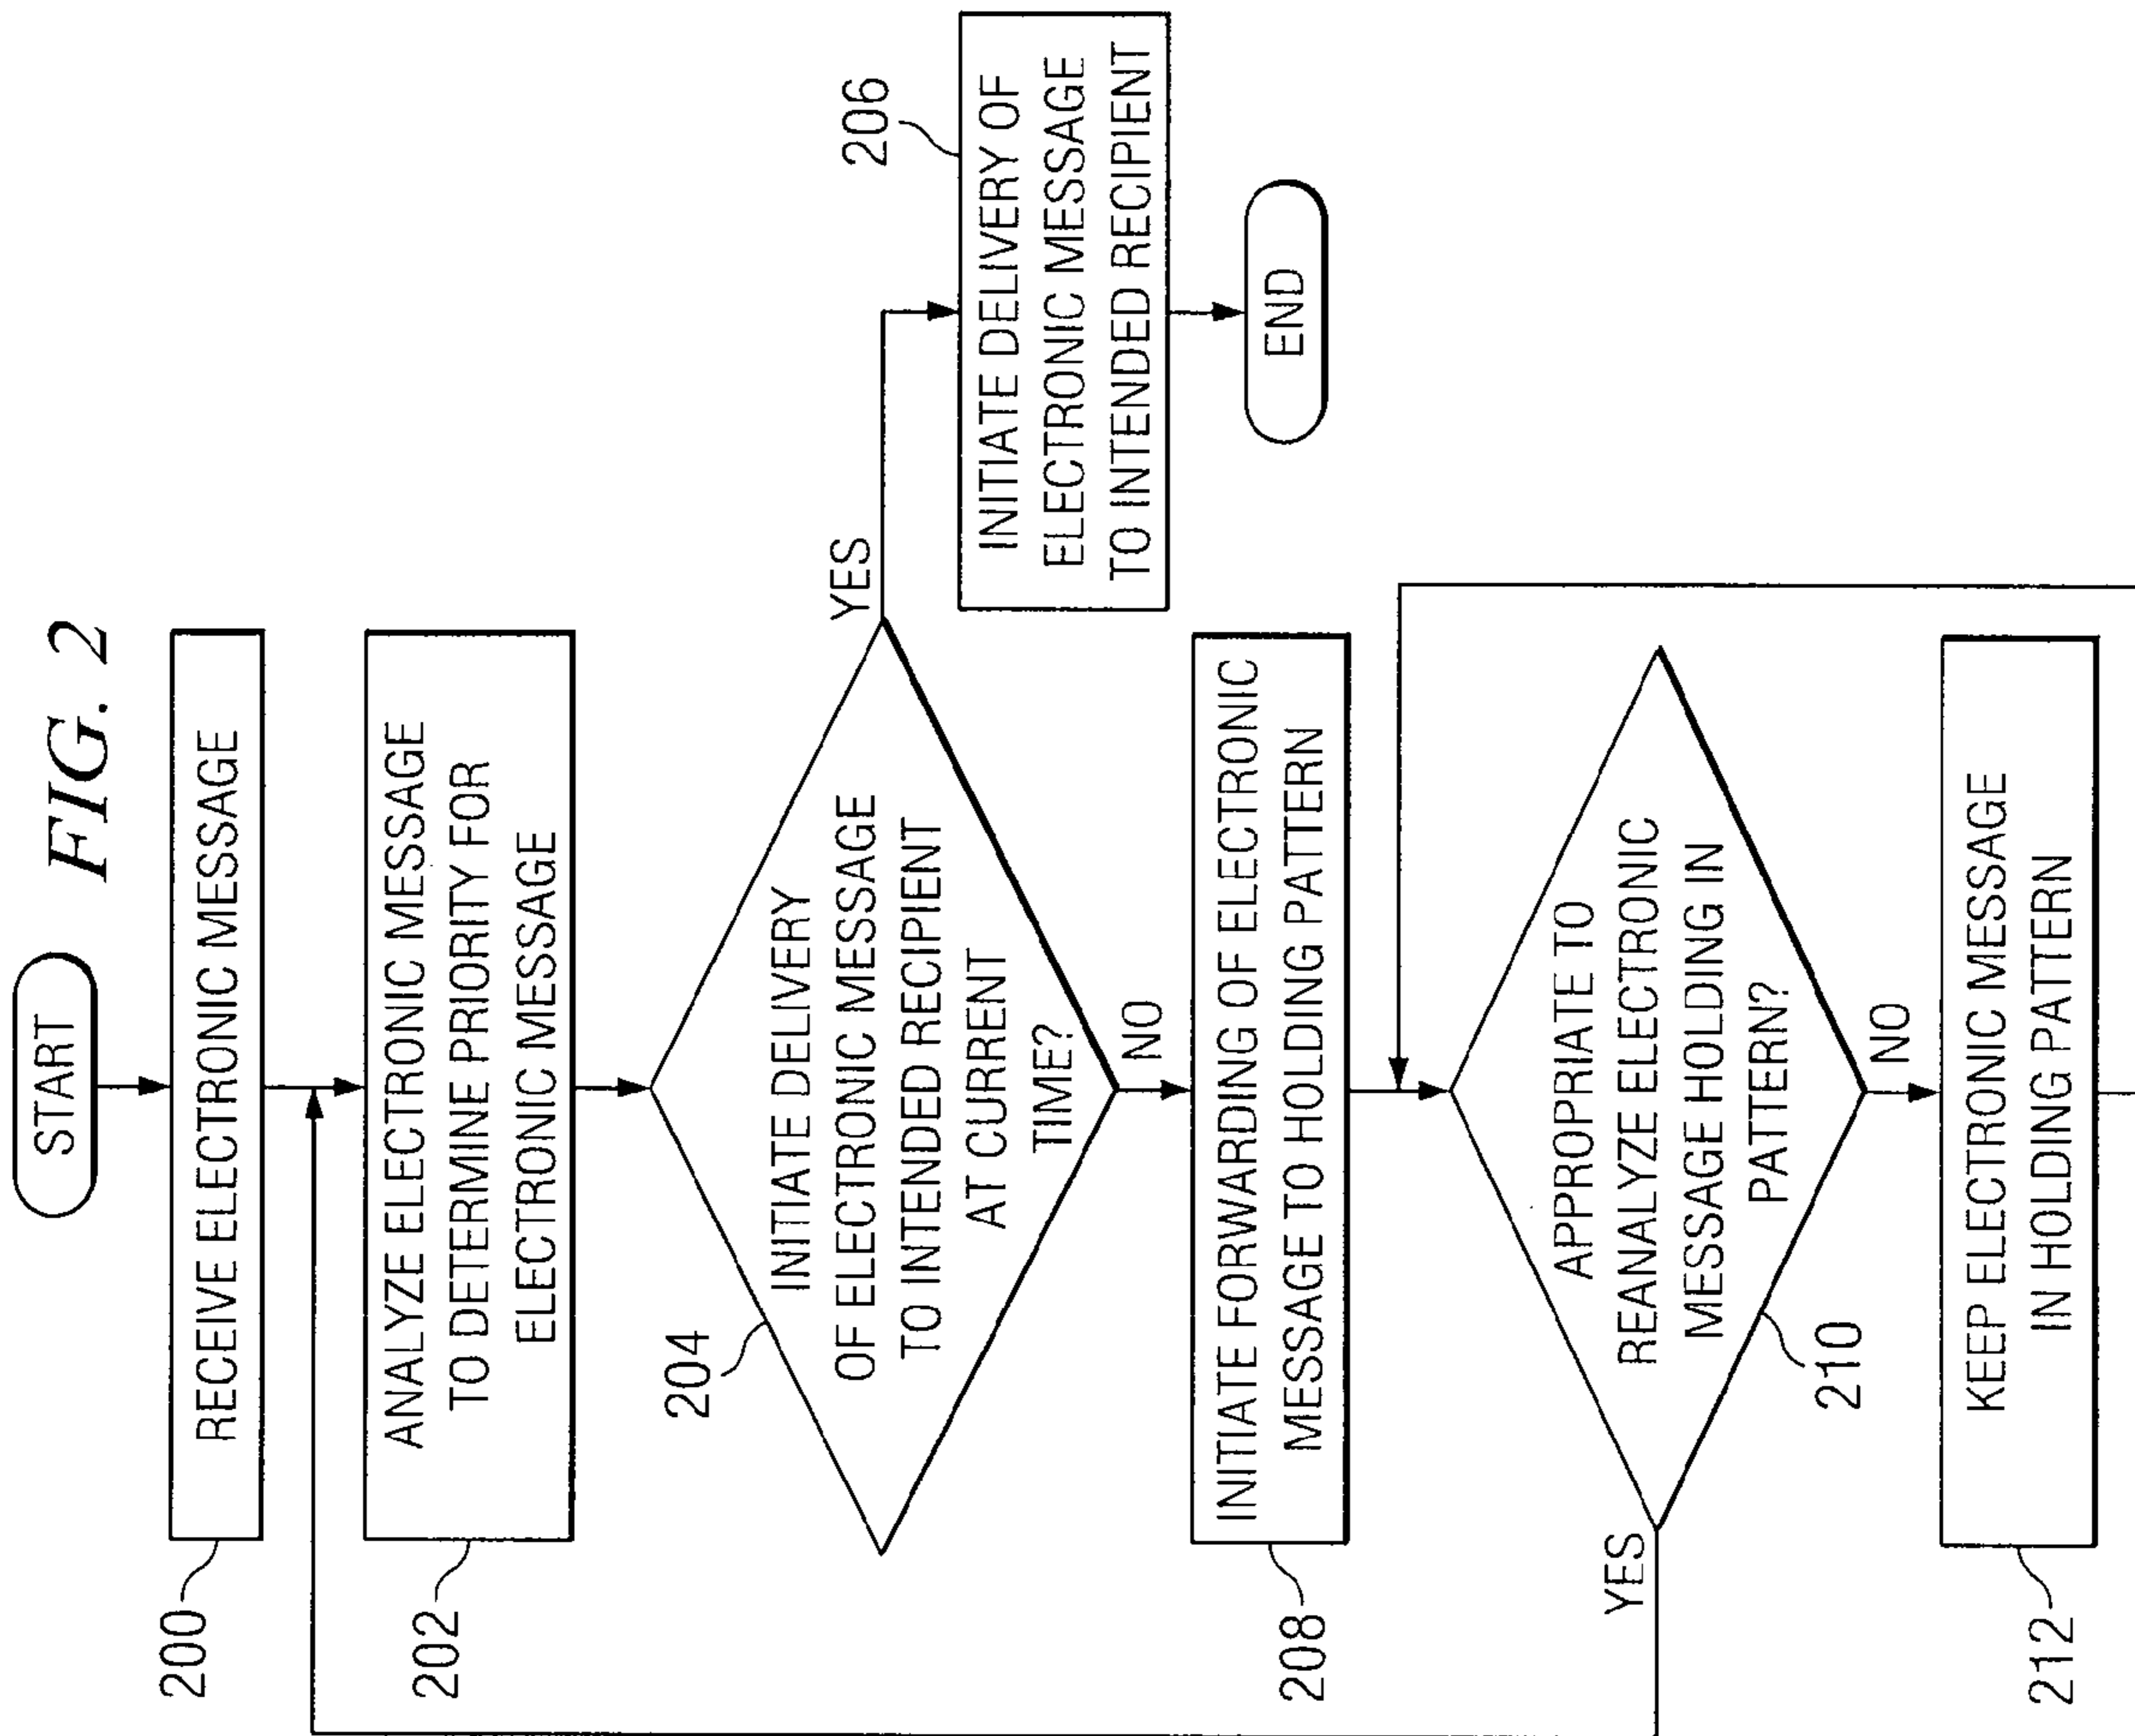 FIG. 2
START
RECEIVE ELECTRONIC MESSAGE
200
ANALYZE ELECTRONIC MESSAGE
TO DETERMINE PRIORITY FOR
ELECTRONIC MESSAGE
202
INITIATE DELIVERY
OF ELECTRONIC MESSAGE
TO INTENDED RECIPIENT
AT CURRENT
TIME?
204
YES
206
INITIATE DELIVERY OF
ELECTRONIC MESSAGE
TO INTENDED RECIPIENT
END
NO
INITIATE FORWARDING OF ELECTRONIC
MESSAGE TO HOLDING PATTERN
208
APPROPRIATE TO
REANALYZE ELECTRONIC
MESSAGE HOLDING IN
PATTERN?
YES
210
NO
KEEP ELECTRONIC MESSAGE
IN HOLDING PATTERN
212